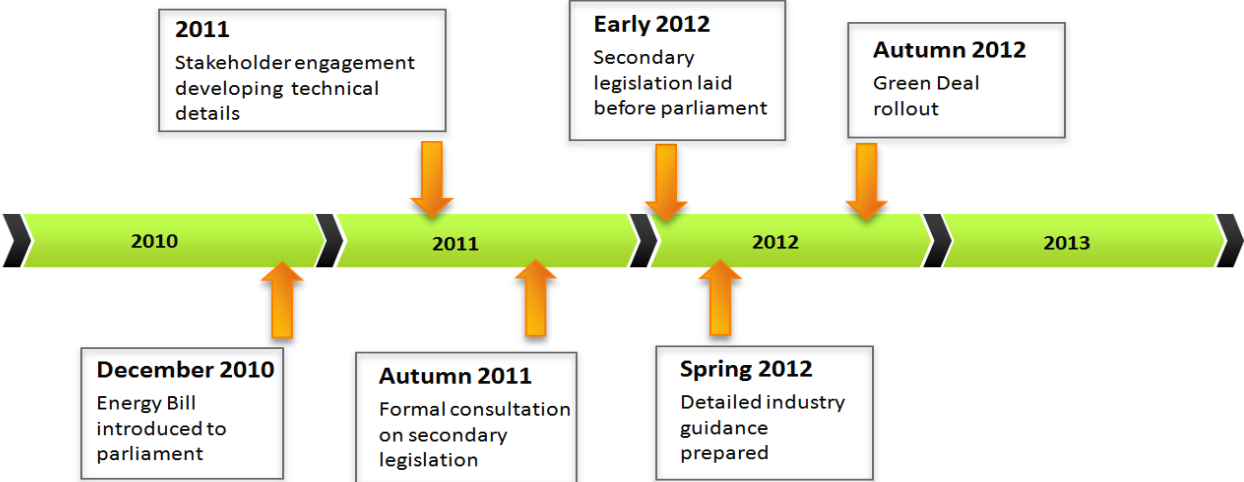 2011
Stakeholder engagement
developing technical
details
Early 2012
Secondary
legislation laid
before parliament
Autumn 2012
Green Deal
rollout
2010
2011
2012
2013
December 2010
Energy Bill
introduced to
parliament
Autumn 2011
Formal consultation
on secondary
legislation
Spring 2012
Detailed industry
guidance
prepared